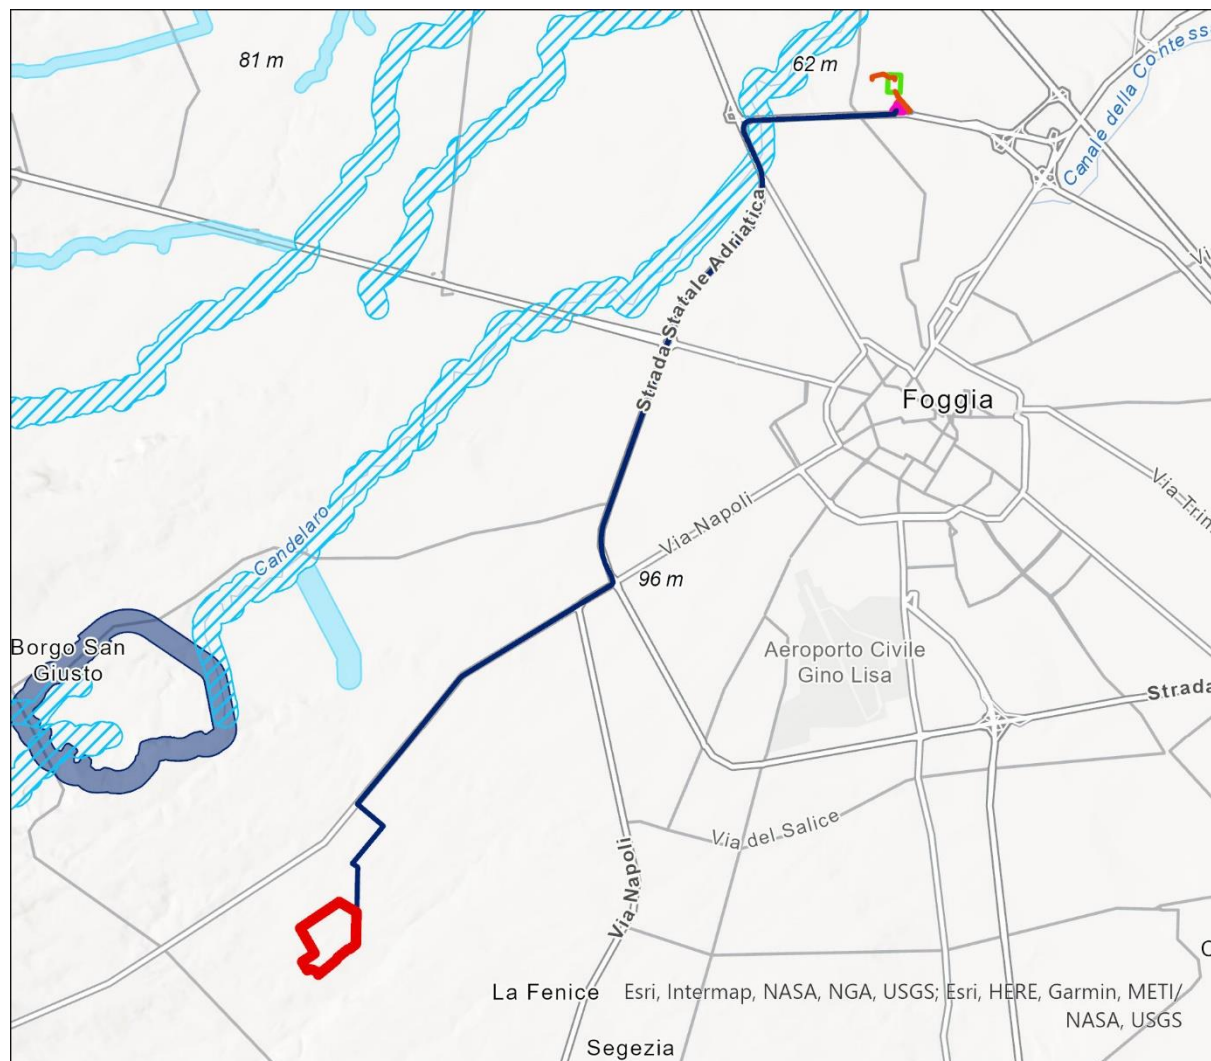 81 m
62 m
Canale della Contess
Strada Statale Adriatica
Foggia
Via Trin
Via Napoli
Candelaro
96 m
Borgo San
Giusto
Aeroporto Civile
Gino Lisa
Strada
Via del Salice
Via Napoli
La Fenice
Esri, Intermap, NASA, NGA, USGS; Esri, HERE, Garmin, METI/
NASA, USGS
Segezia